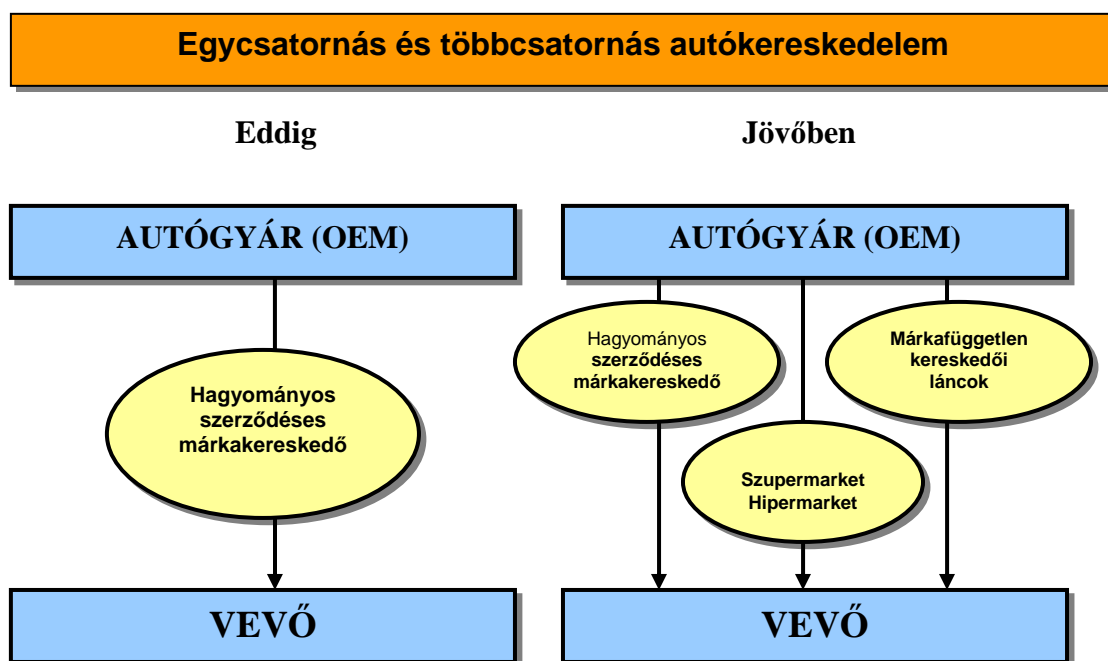 Egycsatornás és többcsatornás autókereskedelem
Eddig
Jövőben
AUTÓGYÁR (OEM)
Hagyományos
szerződéses
márkakereskedő
VEVŐ
AUTÓGYÁR (OEM)
Hagyományos
szerződéses
márkakereskedő
Márkafüggetlen
kereskedői
láncok
Szupermarket
Hipermarket
VEVŐ